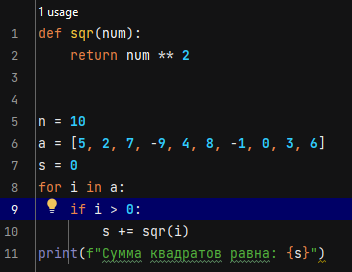 1 usage
1 def sqr(num):
2     return num ** 2
3
4
5 n = 10
6 a = [5, 2, 7, -9, 4, 8, -1, 0, 3, 6]
7 s = 0
8 for i in a:
9     if i > 0:
10         s += sqr(i)
11 print(f"Сумма квадратов равна: {s}")